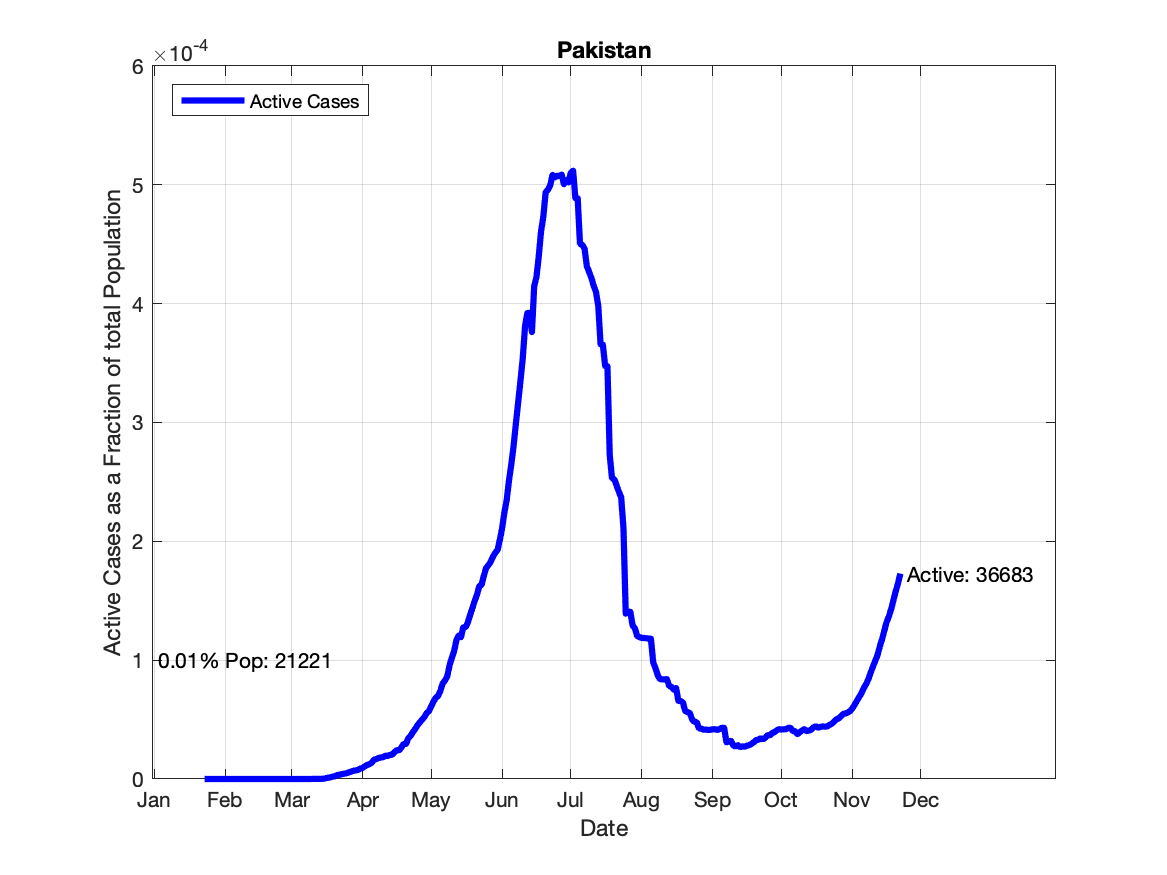 Pakistan
×10⁻⁴
Active Cases
6
5
4
3
2
1
0
Active Cases as a Fraction of total Population
0.01% Pop: 21221
Active: 36683
Jan Feb Mar Apr May Jun Jul Aug Sep Oct Nov Dec
Date